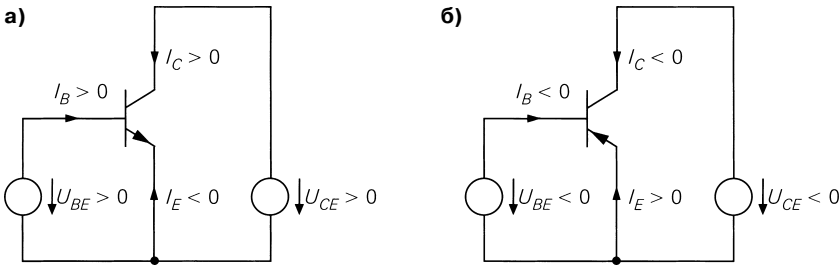 а)
I_C > 0
I_B > 0
U_BE > 0
I_E < 0
U_CE > 0
б)
I_C < 0
I_B < 0
U_BE < 0
I_E > 0
U_CE < 0